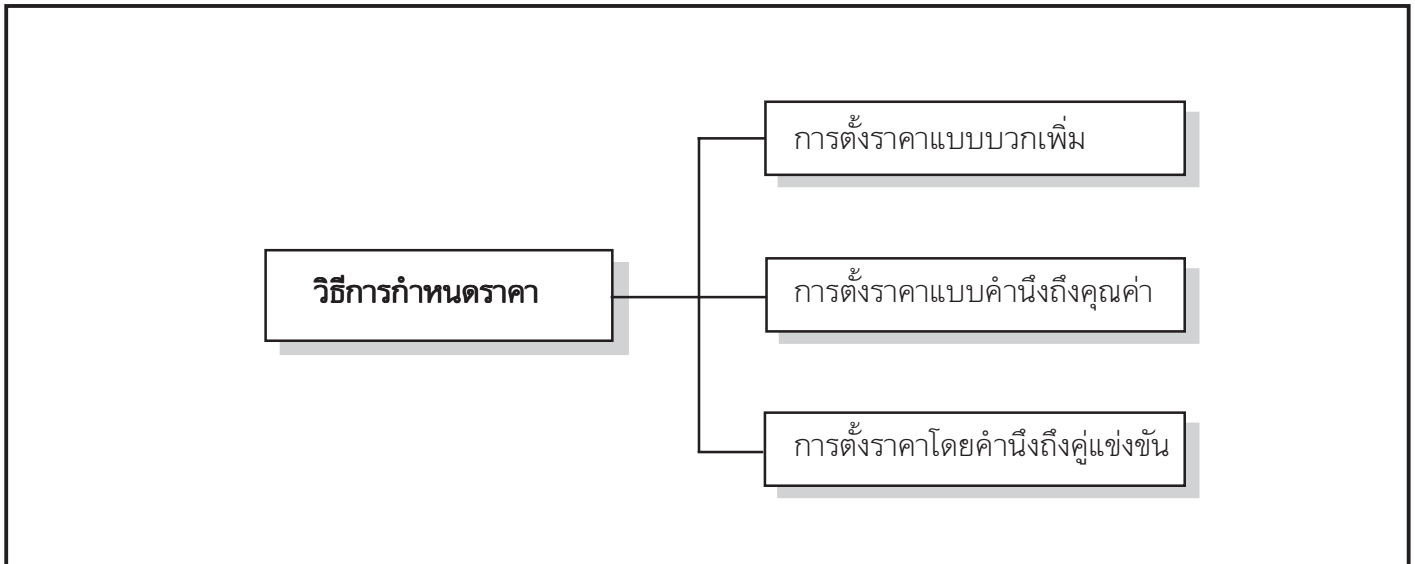 การตั้งราคาแบบบวกเพิ่ม
วิธีการกำหนดราคา
การตั้งราคาแบบคำนึงถึงคุณค่า
การตั้งราคาโดยคำนึงถึงคู่แข่งขัน